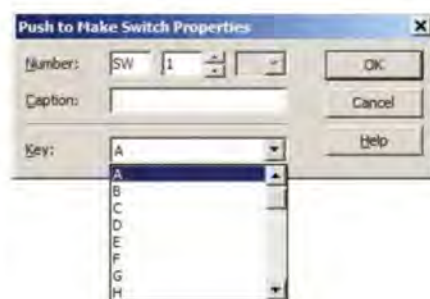 Push to Make Switch Properties
Number: SW 1
OK
Caption:
Cancel
Key: A
Help
A
B
C
D
E
F
G
H